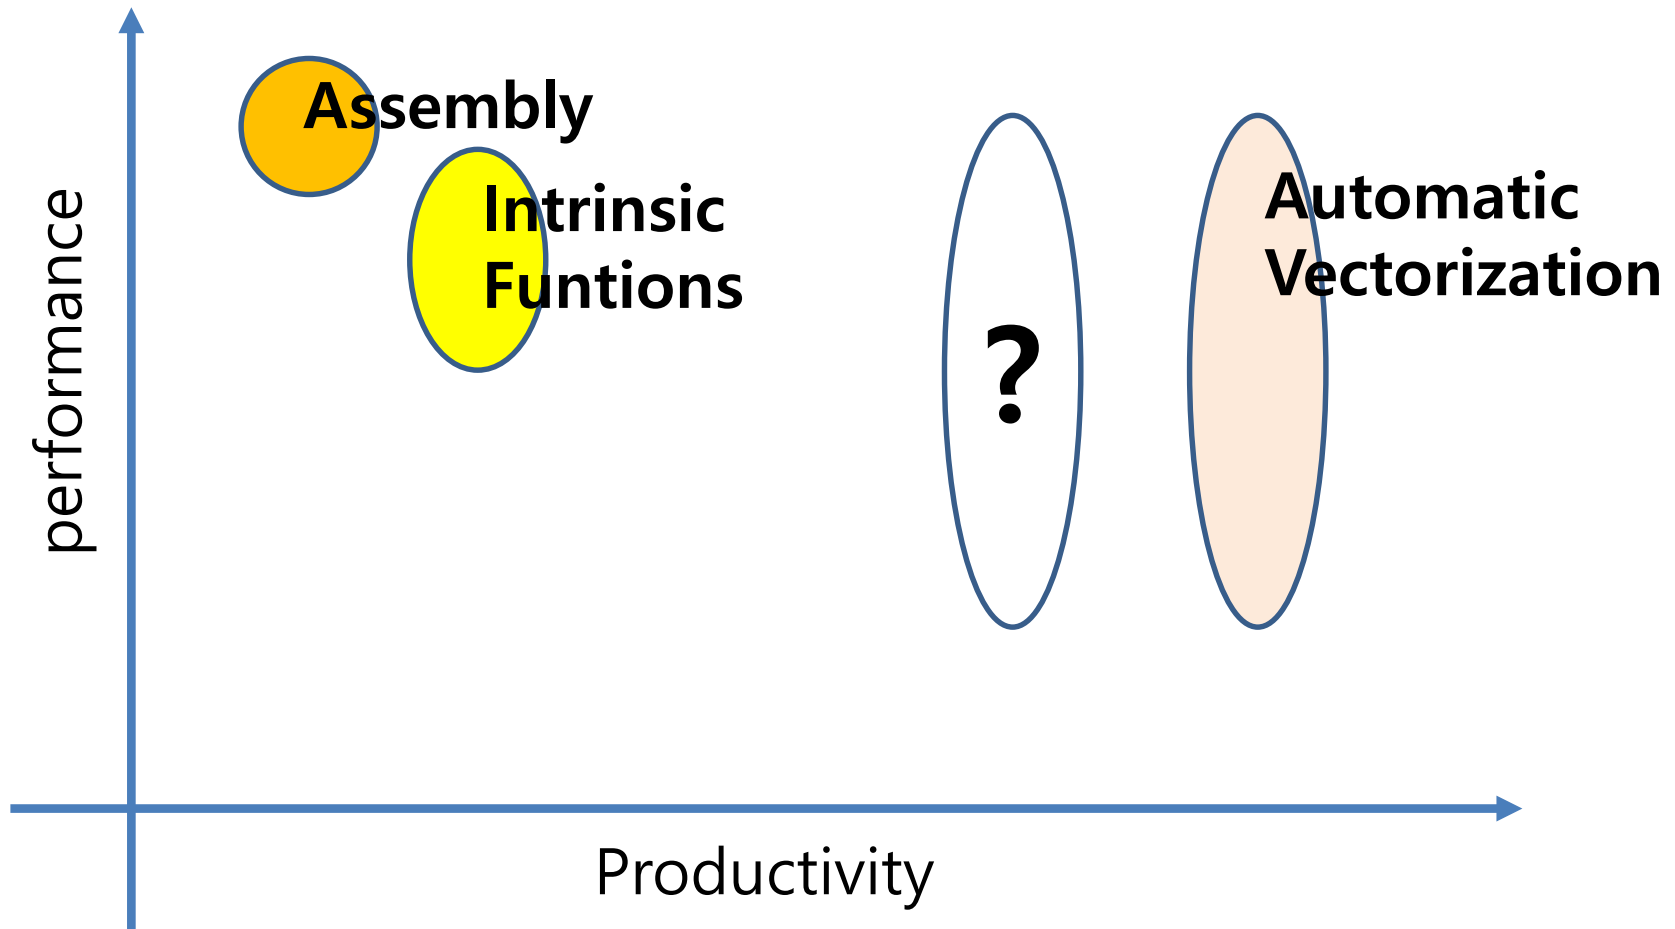 Assembly
Intrinsic
Funtions
Automatic
Vectorization
?
performance
Productivity